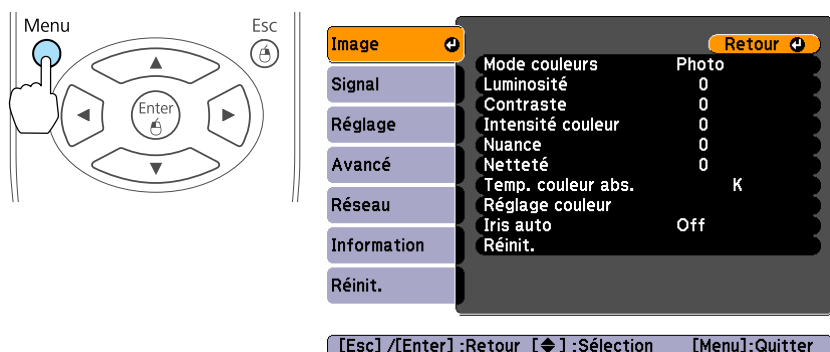 Menu
Esc
Enter
Image
Signal
Réglage
Avancé
Réseau
Information
Réinit.
Retour
Mode couleurs Photo
Luminosité 0
Contraste 0
Intensité couleur 0
Nuance 0
Netteté 0
Temp. couleur abs. K
Réglage couleur
Iris auto Off
Réinit.
[Esc] /[Enter] :Retour [◆] :Sélection [Menu]:Quitter